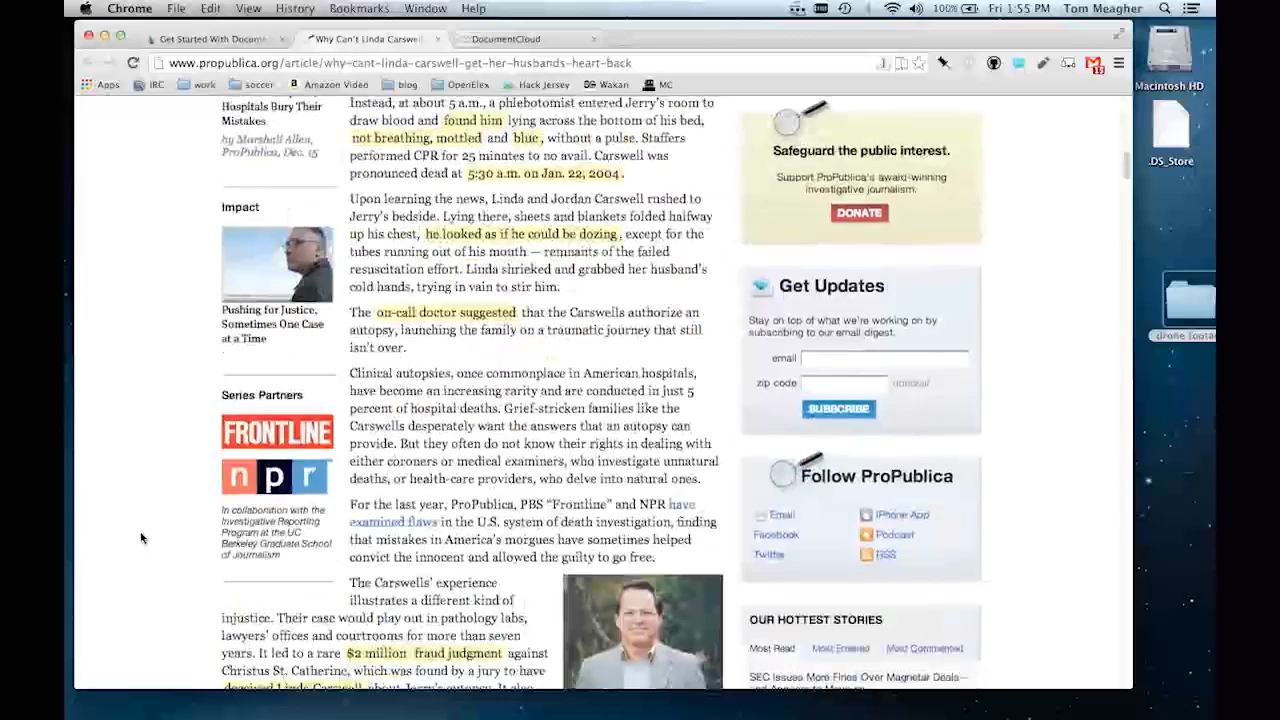 Chrome File Edit View History Bookmarks Window Help 100% Fri 1:55 PM Tom Meagher
Get Started With Docume
Why Can't Linda Carswell
DocumentCloud
www.propublica.org/article/why-cant-linda-carswell-get-her-husbands-heart-back
15
Apps IRC work soccer Amazon Video blog OpenElex Hack Jersey Waxan MC
Macintosh HD
.DS_Store
drone footag
Hospitals Bury Their
Mistakes
by Marshall Allen,
ProPublica, Dec. 15
Impact
Pushing for Justice,
Sometimes One Case
at a Time
Series Partners
FRONTLINE
n p r
In collaboration with the
Investigative Reporting
Program at the UC
Berkeley Graduate School
of Journalism
Instead, at about 5 a.m., a phlebotomist entered Jerry's room to
draw blood and found him lying across the bottom of his bed,
not breathing, mottled and blue, without a pulse. Staffers
performed CPR for 25 minutes to no avail. Carswell was
pronounced dead at 5:30 a.m. on Jan. 22, 2004.
Upon learning the news, Linda and Jordan Carswell rushed to
Jerry's bedside. Lying there, sheets and blankets folded halfway
up his chest, he looked as if he could be dozing, except for the
tubes running out of his mouth — remnants of the failed
resuscitation effort. Linda shrieked and grabbed her husband's
cold hands, trying in vain to stir him.
The on-call doctor suggested that the Carswells authorize an
autopsy, launching the family on a traumatic journey that still
isn't over.
Clinical autopsies, once commonplace in American hospitals,
have become an increasing rarity and are conducted in just 5
percent of hospital deaths. Grief-stricken families like the
Carswells desperately want the answers that an autopsy can
provide. But they often do not know their rights in dealing with
either coroners or medical examiners, who investigate unnatural
deaths, or health-care providers, who delve into natural ones.
For the last year, ProPublica, PBS "Frontline" and NPR have
examined flaws in the U.S. system of death investigation, finding
that mistakes in America's morgues have sometimes helped
convict the innocent and allowed the guilty to go free.
The Carswells' experience
illustrates a different kind of
injustice. Their case would play out in pathology labs,
lawyers' offices and courtrooms for more than seven
years. It led to a rare $2 million fraud judgment against
Christus St. Catherine, which was found by a jury to have
deceived Linda Carswell about Jerry's autopsy. It also
Safeguard the public interest.
Support ProPublica's award-winning
investigative journalism.
DONATE
Get Updates
Stay on top of what we're working on by
subscribing to our email digest.
email
zip code optional
SUBSCRIBE
Follow ProPublica
Email iPhone App
Facebook Podcast
Twitter RSS
OUR HOTTEST STORIES
Most Read Most Emailed Most Commented
SEC Issues More Fines Over Magnetar Deals—